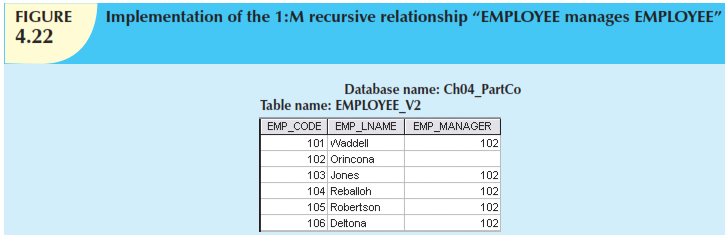 FIGURE 4.22
Implementation of the 1:M recursive relationship “EMPLOYEE manages EMPLOYEE”
Database name: Ch04_PartCo
Table name: EMPLOYEE_V2
EMP_CODE EMP_LNAME EMP_MANAGER
101 Waddell 102
102 Orincona
103 Jones 102
104 Reballoh 102
105 Robertson 102
106 Deltona 102